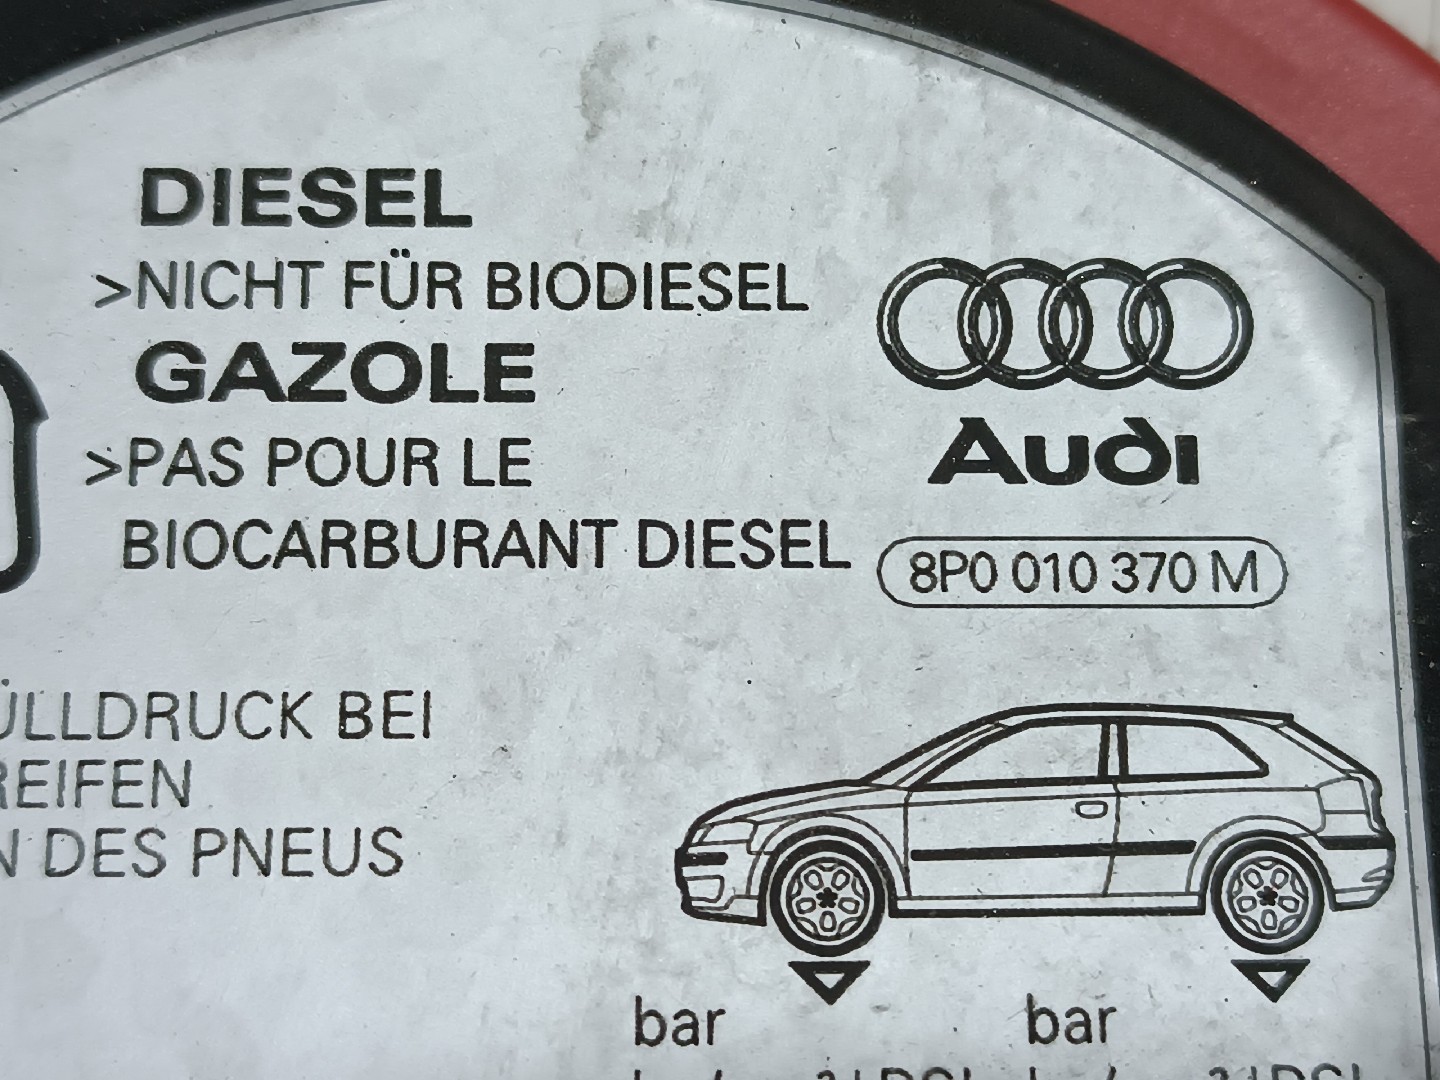 DIESEL
>NICHT FÜR BIODIESEL
GAZOLE
>PAS POUR LE
BIOCARBURANT DIESEL
Audi
8P0 010 370 M
ÜLLDRUCK BEI
REIFEN
N DES PNEUS
bar bar